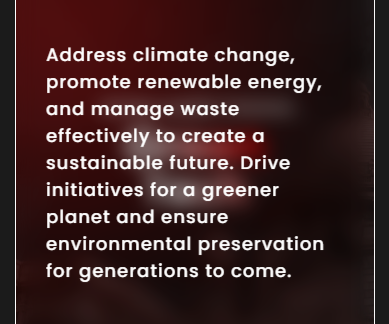 Address climate change,
promote renewable energy,
and manage waste
effectively to create a
sustainable future. Drive
initiatives for a greener
planet and ensure
environmental preservation
for generations to come.